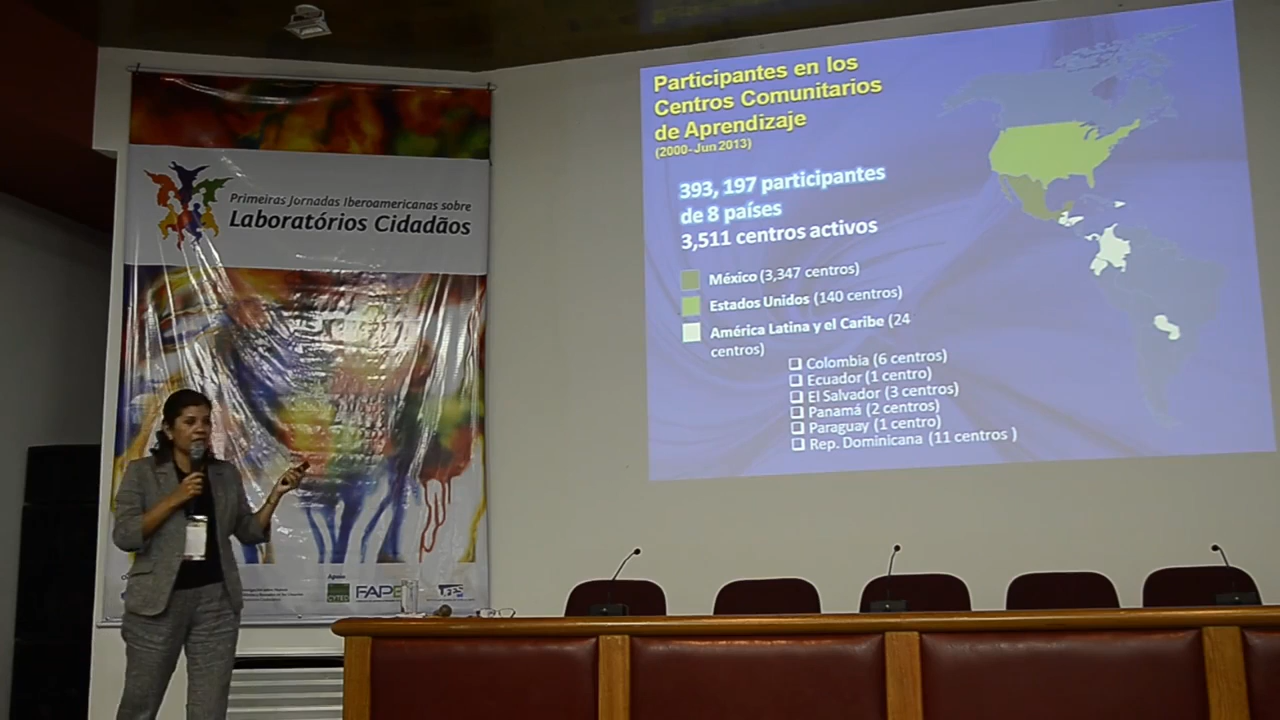 Primeiras Jornadas Iberoamericanas sobre
Laboratórios Cidadãos
Apoio
CYTED
FAPE
Participantes en los
Centros Comunitarios
de Aprendizaje
(2000- Jun 2013)
393, 197 participantes
de 8 países
3,511 centros activos
México (3,347 centros)
Estados Unidos (140 centros)
América Latina y el Caribe (24
centros)
Colombia (6 centros)
Ecuador (1 centro)
El Salvador (3 centros)
Panamá (2 centros)
Paraguay (1 centro)
Rep. Dominicana (11 centros )